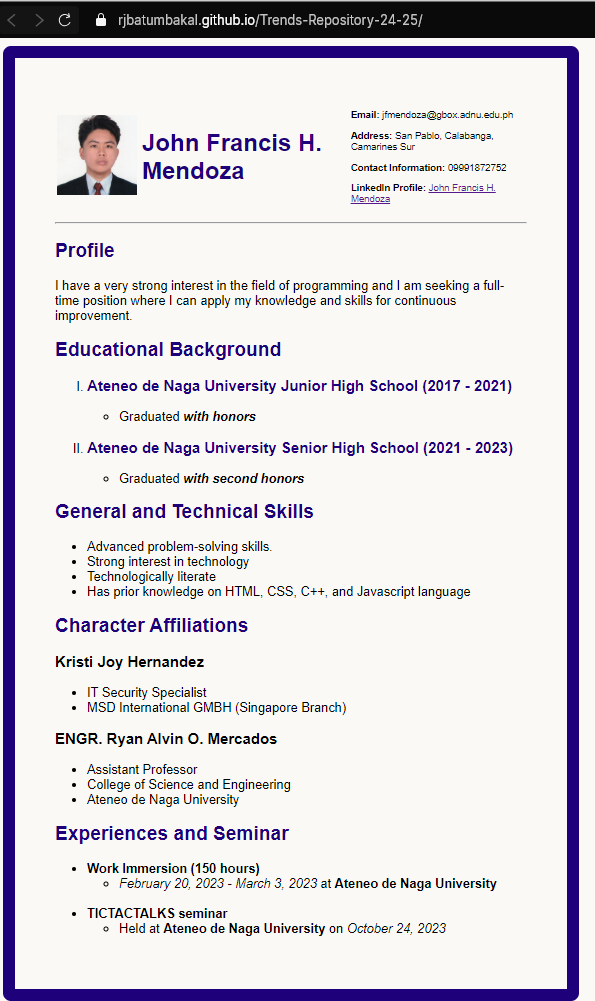 rjbatumbakal.github.io/Trends-Repository-24-25/
John Francis H.
Mendoza
Email: jfmendoza@gbox.adnu.edu.ph
Address: San Pablo, Calabanga,
Camarines Sur
Contact Information: 09991872752
LinkedIn Profile: John Francis H.
Mendoza
Profile
I have a very strong interest in the field of programming and I am seeking a full-
time position where I can apply my knowledge and skills for continuous
improvement.
Educational Background
I. Ateneo de Naga University Junior High School (2017 - 2021)
Graduated with honors
II. Ateneo de Naga University Senior High School (2021 - 2023)
Graduated with second honors
General and Technical Skills
Advanced problem-solving skills.
Strong interest in technology
Technologically literate
Has prior knowledge on HTML, CSS, C++, and Javascript language
Character Affiliations
Kristi Joy Hernandez
IT Security Specialist
MSD International GMBH (Singapore Branch)
ENGR. Ryan Alvin O. Mercados
Assistant Professor
College of Science and Engineering
Ateneo de Naga University
Experiences and Seminar
Work Immersion (150 hours)
February 20, 2023 - March 3, 2023 at Ateneo de Naga University
TICTACTALKS seminar
Held at Ateneo de Naga University on October 24, 2023